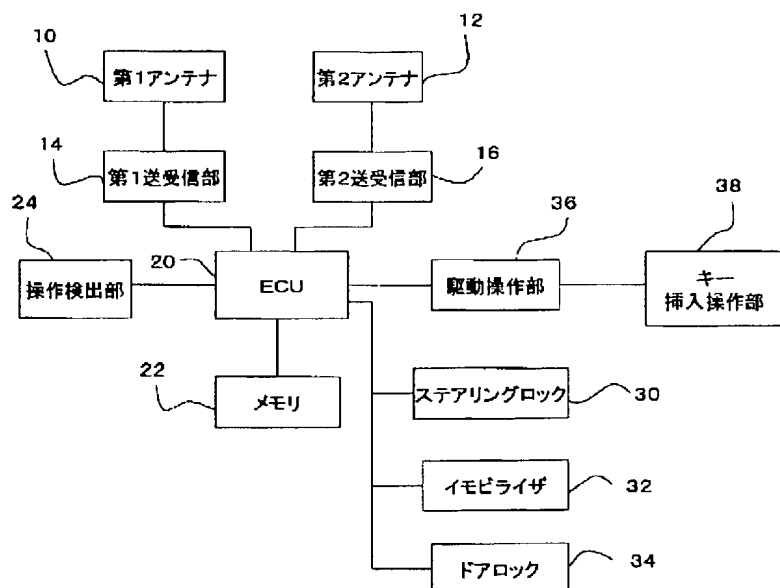 10
第1アンテナ
12
第2アンテナ
14
第1送受信部
16
第2送受信部
24
操作検出部
20
ECU
36
駆動操作部
38
キー
挿入操作部
22
メモリ
ステアリングロック
30
イモビライザ
32
ドアロック
34